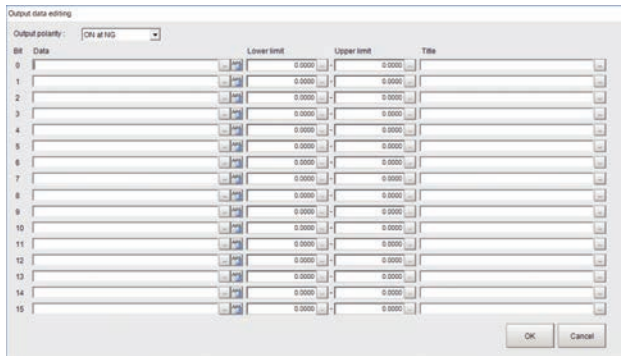 Output data editing
Output polarity : ON at NG
Bit Data Lower limit Upper limit Title
0 ... 0.0000 ... - 0.0000 ... ...
1 ... 0.0000 ... - 0.0000 ... ...
2 ... 0.0000 ... - 0.0000 ... ...
3 ... 0.0000 ... - 0.0000 ... ...
4 ... 0.0000 ... - 0.0000 ... ...
5 ... 0.0000 ... - 0.0000 ... ...
6 ... 0.0000 ... - 0.0000 ... ...
7 ... 0.0000 ... - 0.0000 ... ...
8 ... 0.0000 ... - 0.0000 ... ...
9 ... 0.0000 ... - 0.0000 ... ...
10 ... 0.0000 ... - 0.0000 ... ...
11 ... 0.0000 ... - 0.0000 ... ...
12 ... 0.0000 ... - 0.0000 ... ...
13 ... 0.0000 ... - 0.0000 ... ...
14 ... 0.0000 ... - 0.0000 ... ...
15 ... 0.0000 ... - 0.0000 ... ...
OK Cancel